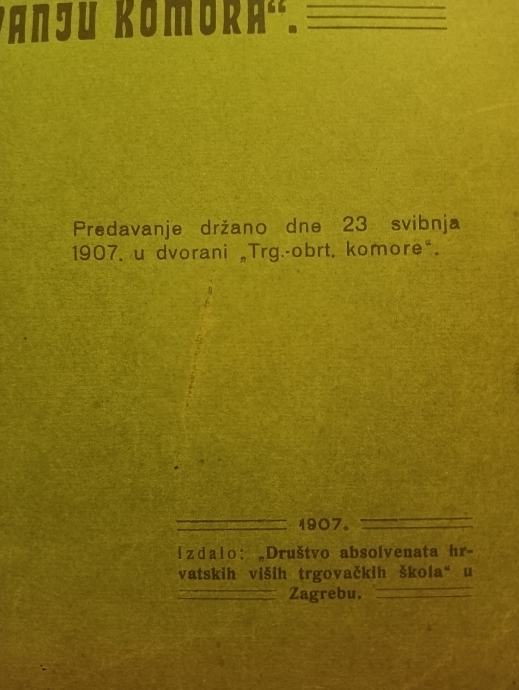 VANJU KOMORA“.
Predavanje držano dne 23 svibnja
1907. u dvorani „Trg.-obrt. komore“.
1907.
Izdalo: „Društvo absolvenata hr-
vatskih viših trgovačkih škola“ u
Zagrebu.